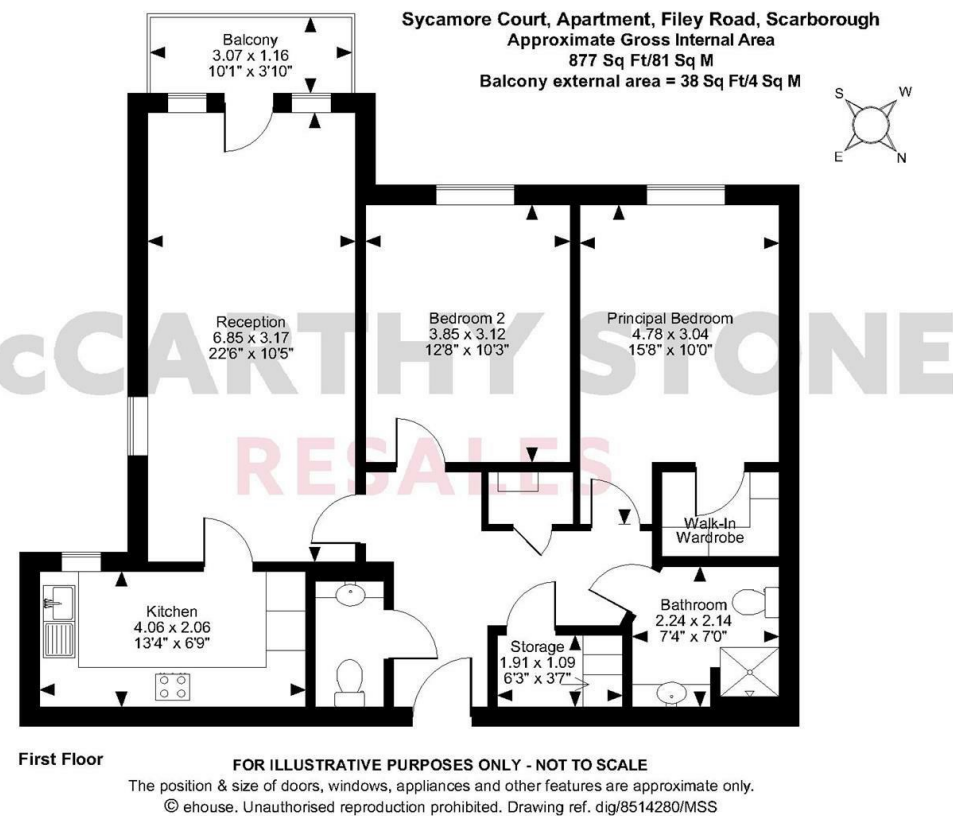 Sycamore Court, Apartment, Filey Road, Scarborough
Approximate Gross Internal Area
877 Sq Ft/81 Sq M
Balcony external area = 38 Sq Ft/4 Sq M
S W
E N
Balcony
3.07 x 1.16
10'1" x 3'10"
Reception
6.85 x 3.17
22'6" x 10'5"
Bedroom 2
3.85 x 3.12
12'8" x 10'3"
Principal Bedroom
4.78 x 3.04
15'8" x 10'0"
cCARTHY STONE
RESALES
Walk-In
Wardrobe
Kitchen
4.06 x 2.06
13'4" x 6'9"
Storage
1.91 x 1.09
6'3" x 3'7"
Bathroom
2.24 x 2.14
7'4" x 7'0"
First Floor
FOR ILLUSTRATIVE PURPOSES ONLY - NOT TO SCALE
The position & size of doors, windows, appliances and other features are approximate only.
© ehouse. Unauthorised reproduction prohibited. Drawing ref. dig/8514280/MSS